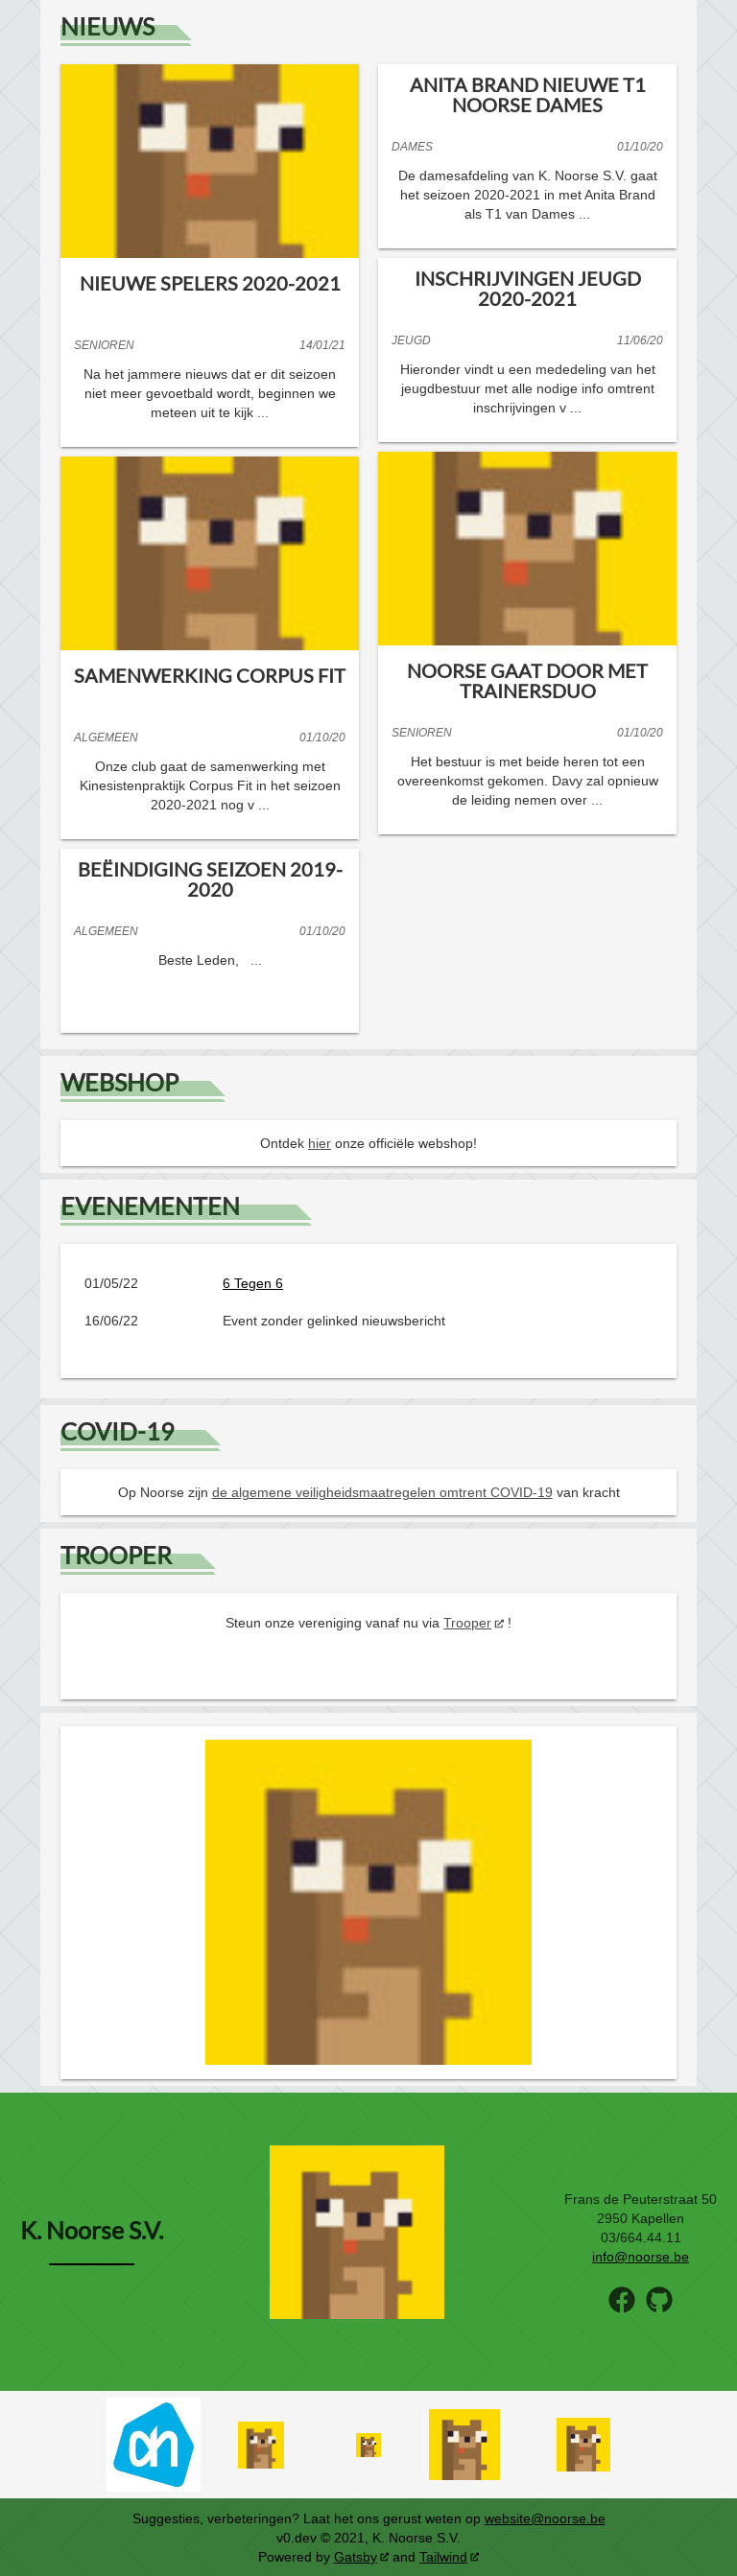 NIEUWS
NIEUWE SPELERS 2020-2021
SENIOREN 14/01/21
Na het jammere nieuws dat er dit seizoen
niet meer gevoetbald wordt, beginnen we
meteen uit te kijk ...
SAMENWERKING CORPUS FIT
ALGEMEEN 01/10/20
Onze club gaat de samenwerking met
Kinesistenpraktijk Corpus Fit in het seizoen
2020-2021 nog v ...
BEËINDIGING SEIZOEN 2019-
2020
ALGEMEEN 01/10/20
Beste Leden,   ...
ANITA BRAND NIEUWE T1
NOORSE DAMES
DAMES 01/10/20
De damesafdeling van K. Noorse S.V. gaat
het seizoen 2020-2021 in met Anita Brand
als T1 van Dames ...
INSCHRIJVINGEN JEUGD
2020-2021
JEUGD 11/06/20
Hieronder vindt u een mededeling van het
jeugdbestuur met alle nodige info omtrent
inschrijvingen v ...
NOORSE GAAT DOOR MET
TRAINERSDUO
SENIOREN 01/10/20
Het bestuur is met beide heren tot een
overeenkomst gekomen. Davy zal opnieuw
de leiding nemen over ...
WEBSHOP
Ontdek hier onze officiële webshop!
EVENEMENTEN
01/05/22 6 Tegen 6
16/06/22 Event zonder gelinked nieuwsbericht
COVID-19
Op Noorse zijn de algemene veiligheidsmaatregelen omtrent COVID-19 van kracht
TROOPER
Steun onze vereniging vanaf nu via Trooper !
K. Noorse S.V.
Frans de Peuterstraat 50
2950 Kapellen
03/664.44.11
info@noorse.be
ah
Suggesties, verbeteringen? Laat het ons gerust weten op website@noorse.be
v0.dev © 2021, K. Noorse S.V.
Powered by Gatsby and Tailwind